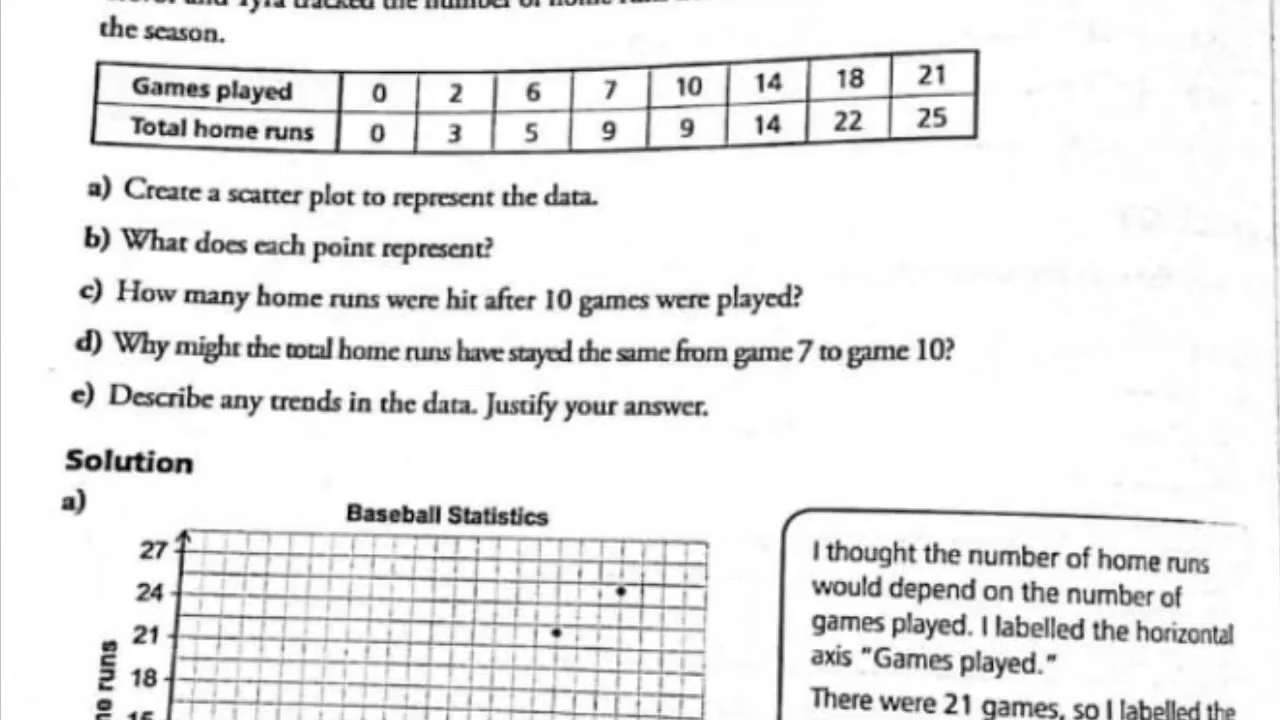 the season.
Games played 0 2 6 7 10 14 18 21
Total home runs 0 3 5 9 9 14 22 25
a) Create a scatter plot to represent the data.
b) What does each point represent?
c) How many home runs were hit after 10 games were played?
d) Why might the total home runs have stayed the same from game 7 to game 10?
e) Describe any trends in the data. Justify your answer.
Solution
a)
Baseball Statistics
27
24
21
18
runs
I thought the number of home runs
would depend on the number of
games played. I labelled the horizontal
axis "Games played."
There were 21 games, so I labelled the